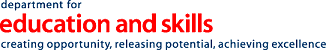 department for
education and skills
creating opportunity, releasing potential, achieving excellence